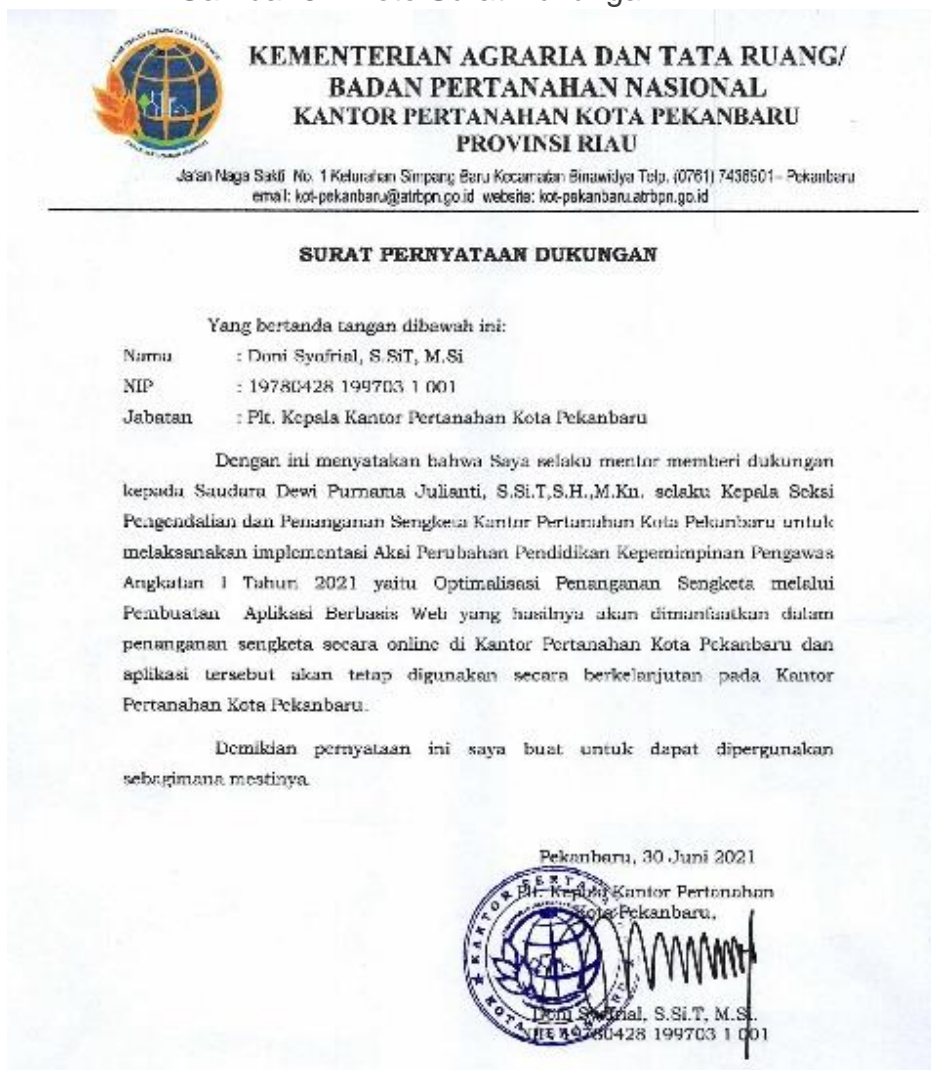 KEMENTERIAN AGRARIA DAN TATA RUANG/
BADAN PERTANAHAN NASIONAL
KANTOR PERTANAHAN KOTA PEKANBARU
PROVINSI RIAU
Jalan Naga Sakti No. 1 Kelurahan Simpang Baru Kecamatan Binawidya Telp. (0761) 7436901 - Pekanbaru
email: kot-pekanbaru@atrbpn.go.id website: kot-pekanbaru.atrbpn.go.id
SURAT PERNYATAAN DUKUNGAN
Yang bertanda tangan dibawah ini:
Nama : Doni Syafrial, S.SiT, M.Si
NIP : 19780428 199703 1 001
Jabatan : Plt. Kepala Kantor Pertanahan Kota Pekanbaru
Dengan ini menyatakan bahwa Saya selaku mentor memberi dukungan
kepada Saudara Dewi Purnama Julianti, S.Si.T,S.H.,M.Kn. selaku Kepala Seksi
Pengendalian dan Penanganan Sengketa Kantor Pertanahan Kota Pekanbaru untuk
melaksanakan implementasi Aksi Perubahan Pendidikan Kepemimpinan Pengawas
Angkatan I Tahun 2021 yaitu Optimalisasi Penanganan Sengketa melalui
Pembuatan Aplikasi Berbasis Web yang hasilnya akan dimanfaatkan dalam
penanganan sengketa secara online di Kantor Pertanahan Kota Pekanbaru dan
aplikasi tersebut akan tetap digunakan secara berkelanjutan pada Kantor
Pertanahan Kota Pekanbaru.
Demikian pernyataan ini saya buat untuk dapat dipergunakan
sebagimana mestinya.
Pekanbaru, 30 Juni 2021
Plt. Kepala Kantor Pertanahan
Kota Pekanbaru,
Doni Syafrial, S.Si.T, M.Si.
NIP. 19780428 199703 1 001